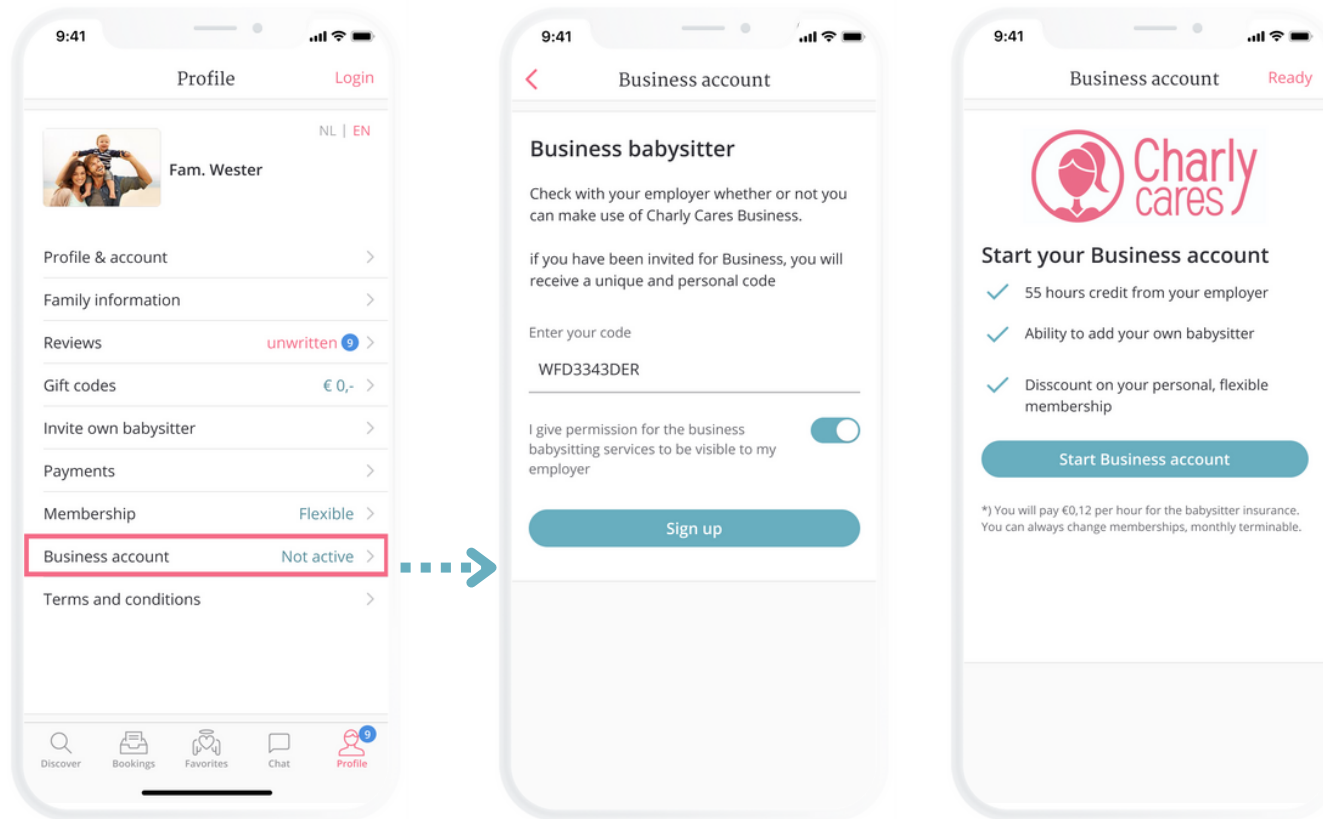 9:41
Profile
Login
NL | EN
Fam. Wester
Profile & account
Family information
Reviews
unwritten 9
Gift codes
€ 0,-
Invite own babysitter
Payments
Membership
Flexible
Business account
Not active
Terms and conditions
Discover
Bookings
Favorites
Chat
Profile
9
9:41
Business account
Business babysitter
Check with your employer whether or not you
can make use of Charly Cares Business.
if you have been invited for Business, you will
receive a unique and personal code
Enter your code
WFD3343DER
I give permission for the business
babysitting services to be visible to my
employer
Sign up
9:41
Business account
Ready
Charly
cares
Start your Business account
55 hours credit from your employer
Ability to add your own babysitter
Disscount on your personal, flexible
membership
Start Business account
*) You will pay €0,12 per hour for the babysitter insurance.
You can always change memberships, monthly terminable.